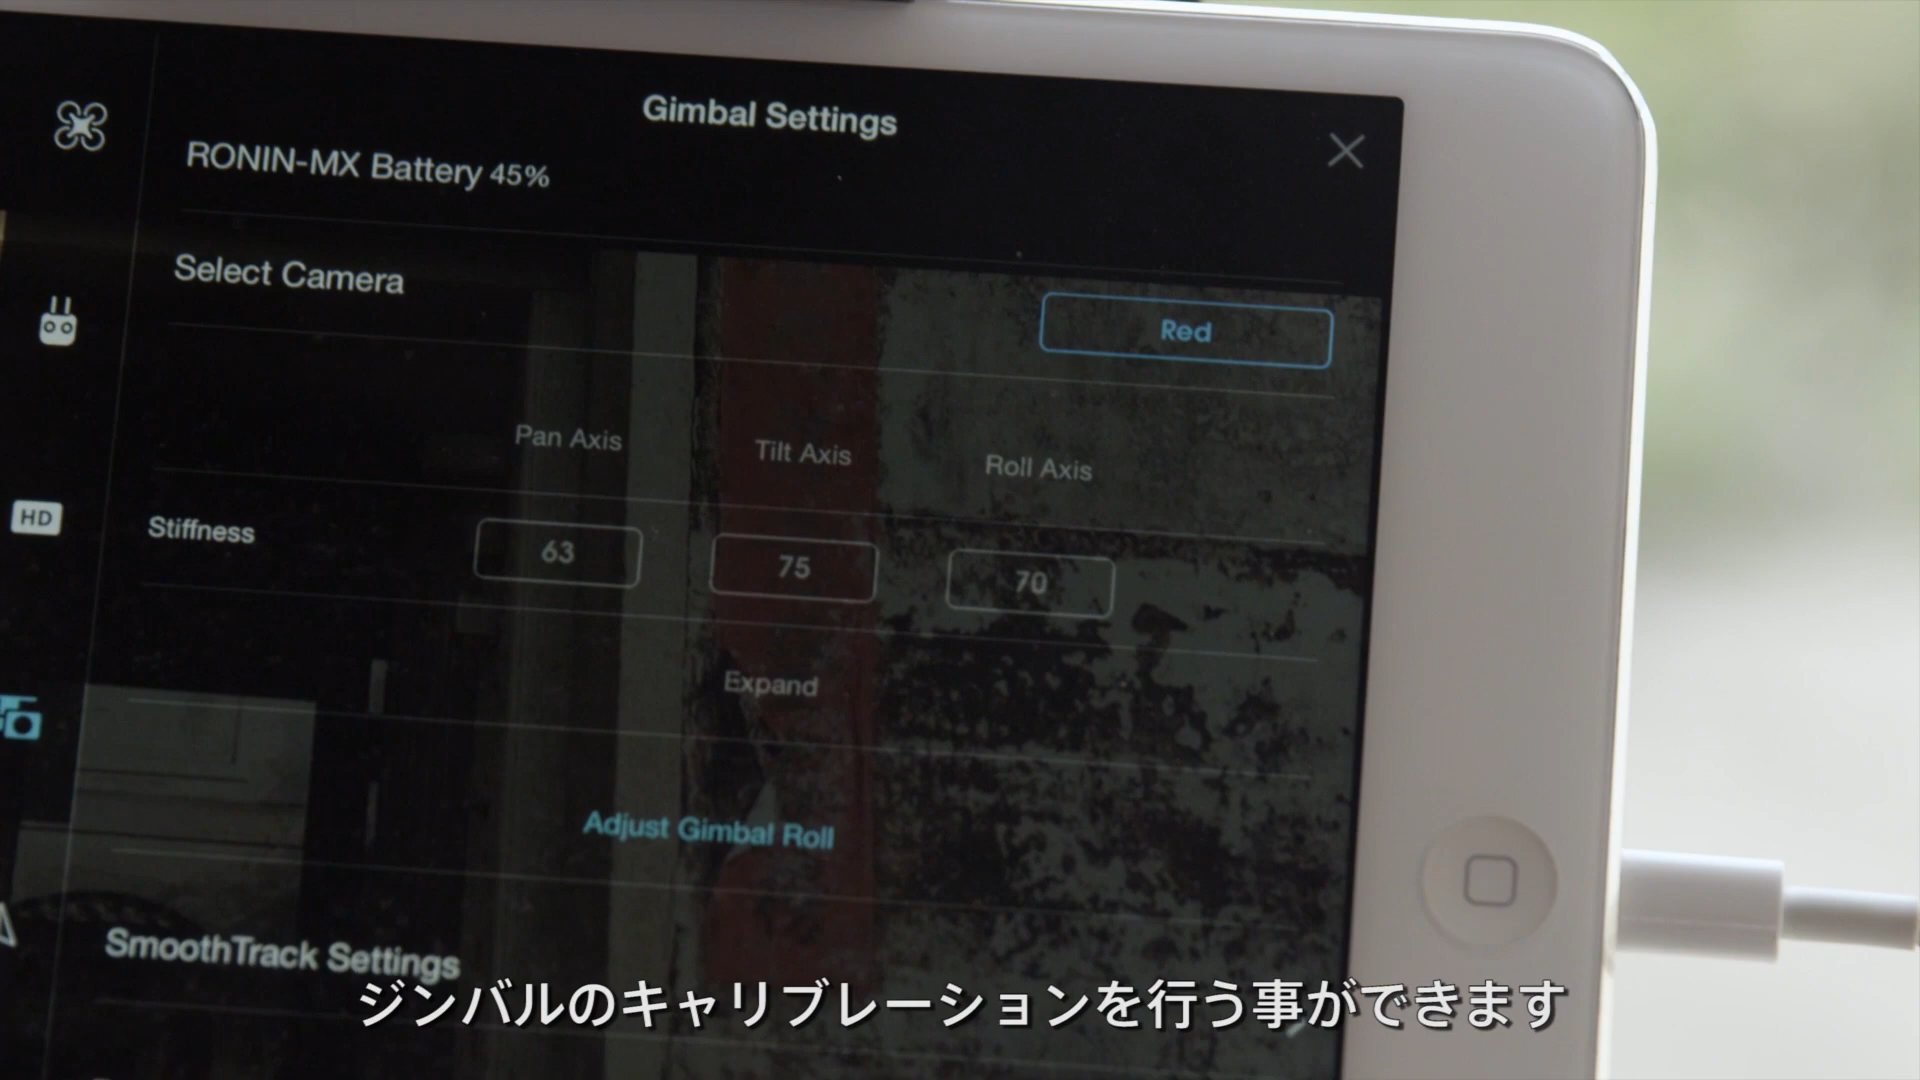 Gimbal Settings
RONIN-MX Battery 45%
Select Camera
Red
Pan Axis Tilt Axis Roll Axis
HD
Stiffness 63 75 70
Expand
Adjust Gimbal Roll
SmoothTrack Settings
ジンバルのキャリブレーションを行う事ができます